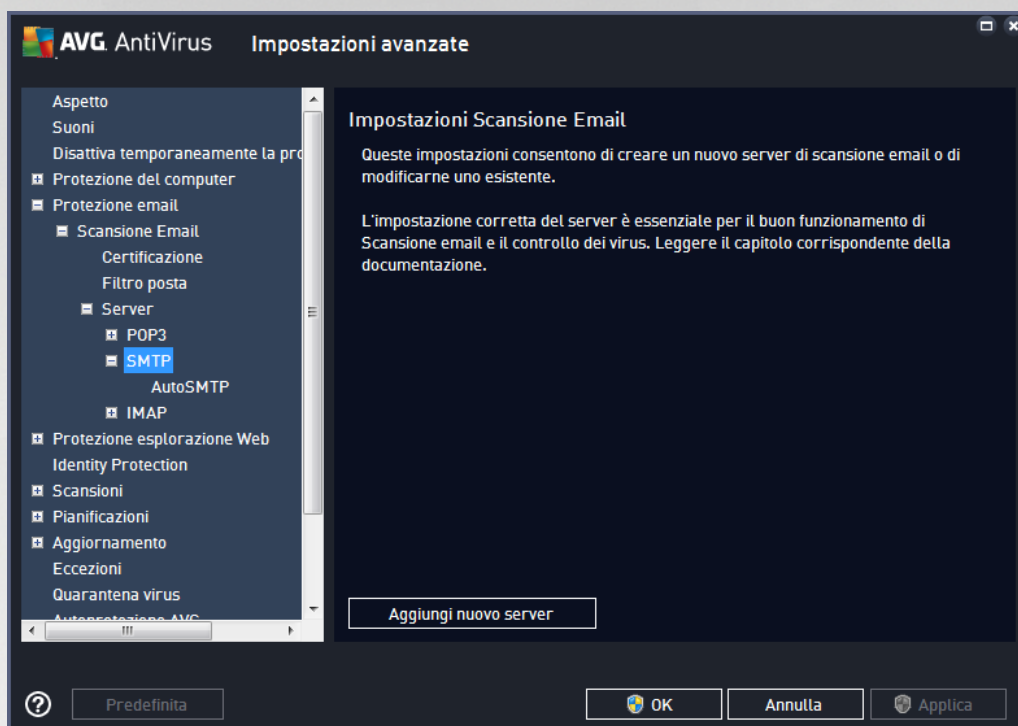 AVG. AntiVirus Impostazioni avanzate
Aspetto
Suoni
Disattiva temporaneamente la
Protezione del computer
Protezione email
Scansione Email
Certificazione
Filtro posta
Server
POP3
SMTP
AutoSMTP
IMAP
Protezione esplorazione Web
Identity Protection
Scansioni
Pianificazioni
Aggiornamento
Eccezioni
Quarantena virus
Autoprotezione AVG
Impostazioni Scansione Email
Queste impostazioni consentono di creare un nuovo server di scansione email o di
modificarne uno esistente.
L'impostazione corretta del server è essenziale per il buon funzionamento di
Scansione email e il controllo dei virus. Leggere il capitolo corrispondente della
documentazione.
Aggiungi nuovo server
Predefinita
OK
Annulla
Applica